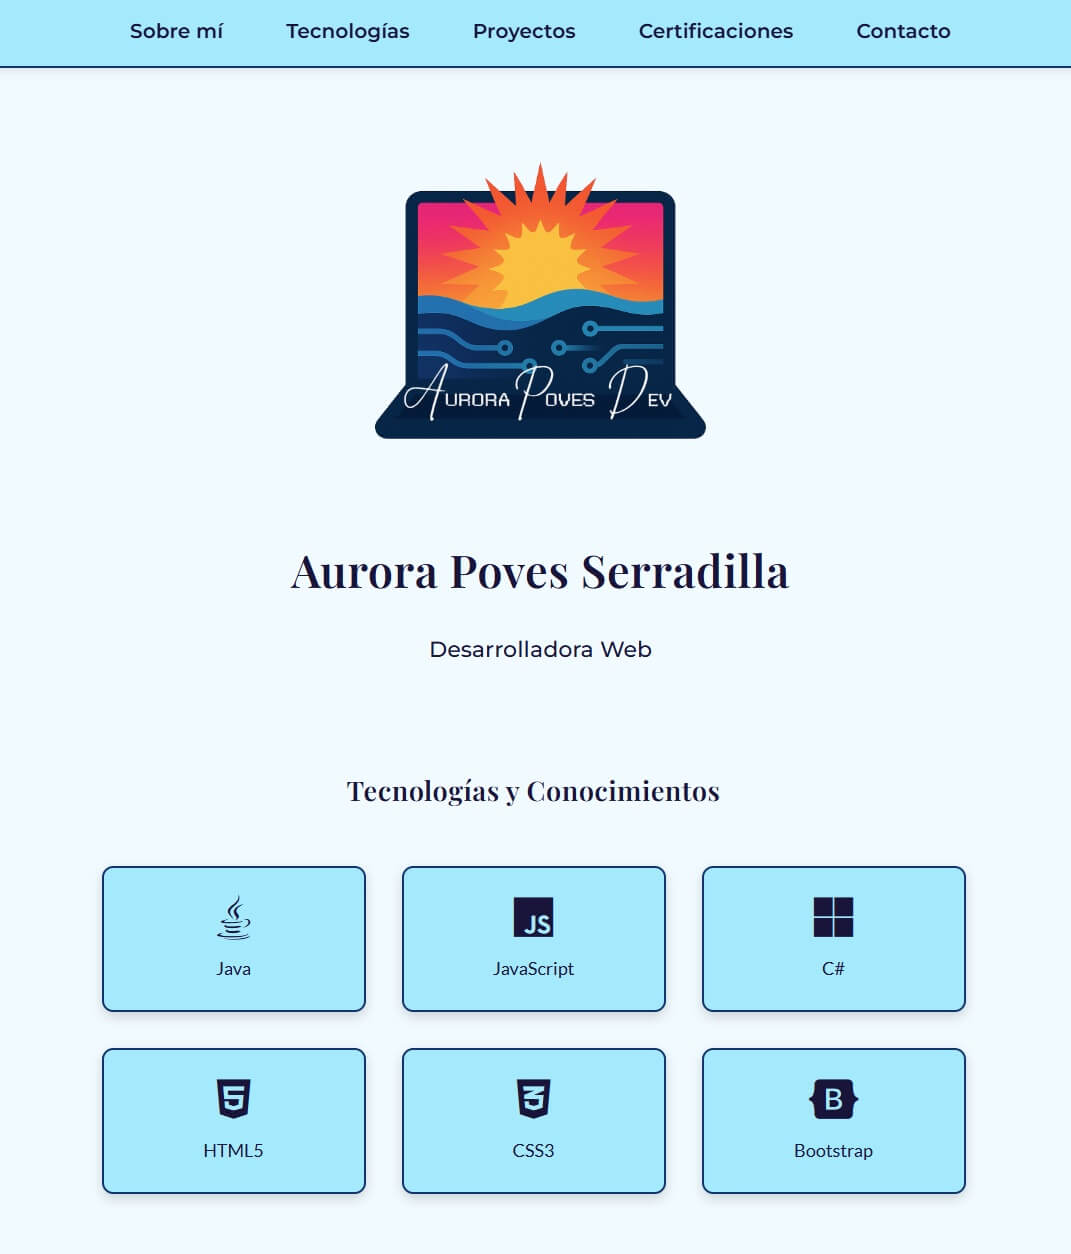 Sobre mí Tecnologías Proyectos Certificaciones Contacto
Aurora Poves Dev
Aurora Poves Serradilla
Desarrolladora Web
Tecnologías y Conocimientos
JS
Java JavaScript C#
5 3 B
HTML5 CSS3 Bootstrap